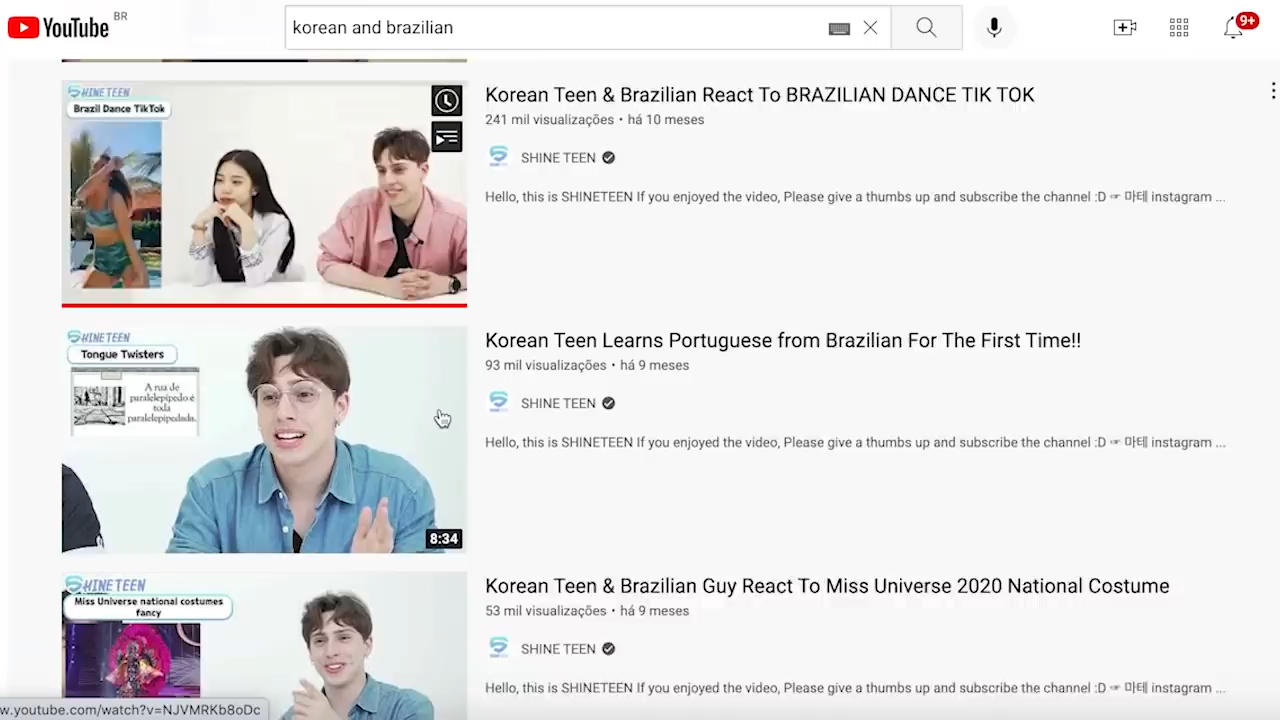 YouTube BR
korean and brazilian
9+
SHINE TEEN
Brazil Dance TikTok
Korean Teen & Brazilian React To BRAZILIAN DANCE TIK TOK
241 mil visualizações • há 10 meses
SHINE TEEN
Hello, this is SHINETEEN If you enjoyed the video, Please give a thumbs up and subscribe the channel :D ☞ 마테 instagram ...
SHINE TEEN
Tongue Twisters
A rua de
paralelepípedo é
toda
paralelepipedada.
8:34
Korean Teen Learns Portuguese from Brazilian For The First Time!!
93 mil visualizações • há 9 meses
SHINE TEEN
Hello, this is SHINETEEN If you enjoyed the video, Please give a thumbs up and subscribe the channel :D ☞ 마테 instagram ...
SHINE TEEN
Miss Universe national costumes
fancy
Korean Teen & Brazilian Guy React To Miss Universe 2020 National Costume
53 mil visualizações • há 9 meses
SHINE TEEN
Hello, this is SHINETEEN If you enjoyed the video, Please give a thumbs up and subscribe the channel :D ☞ 마테 instagram ...
w.youtube.com/watch?v=NJVMRKb8oDc